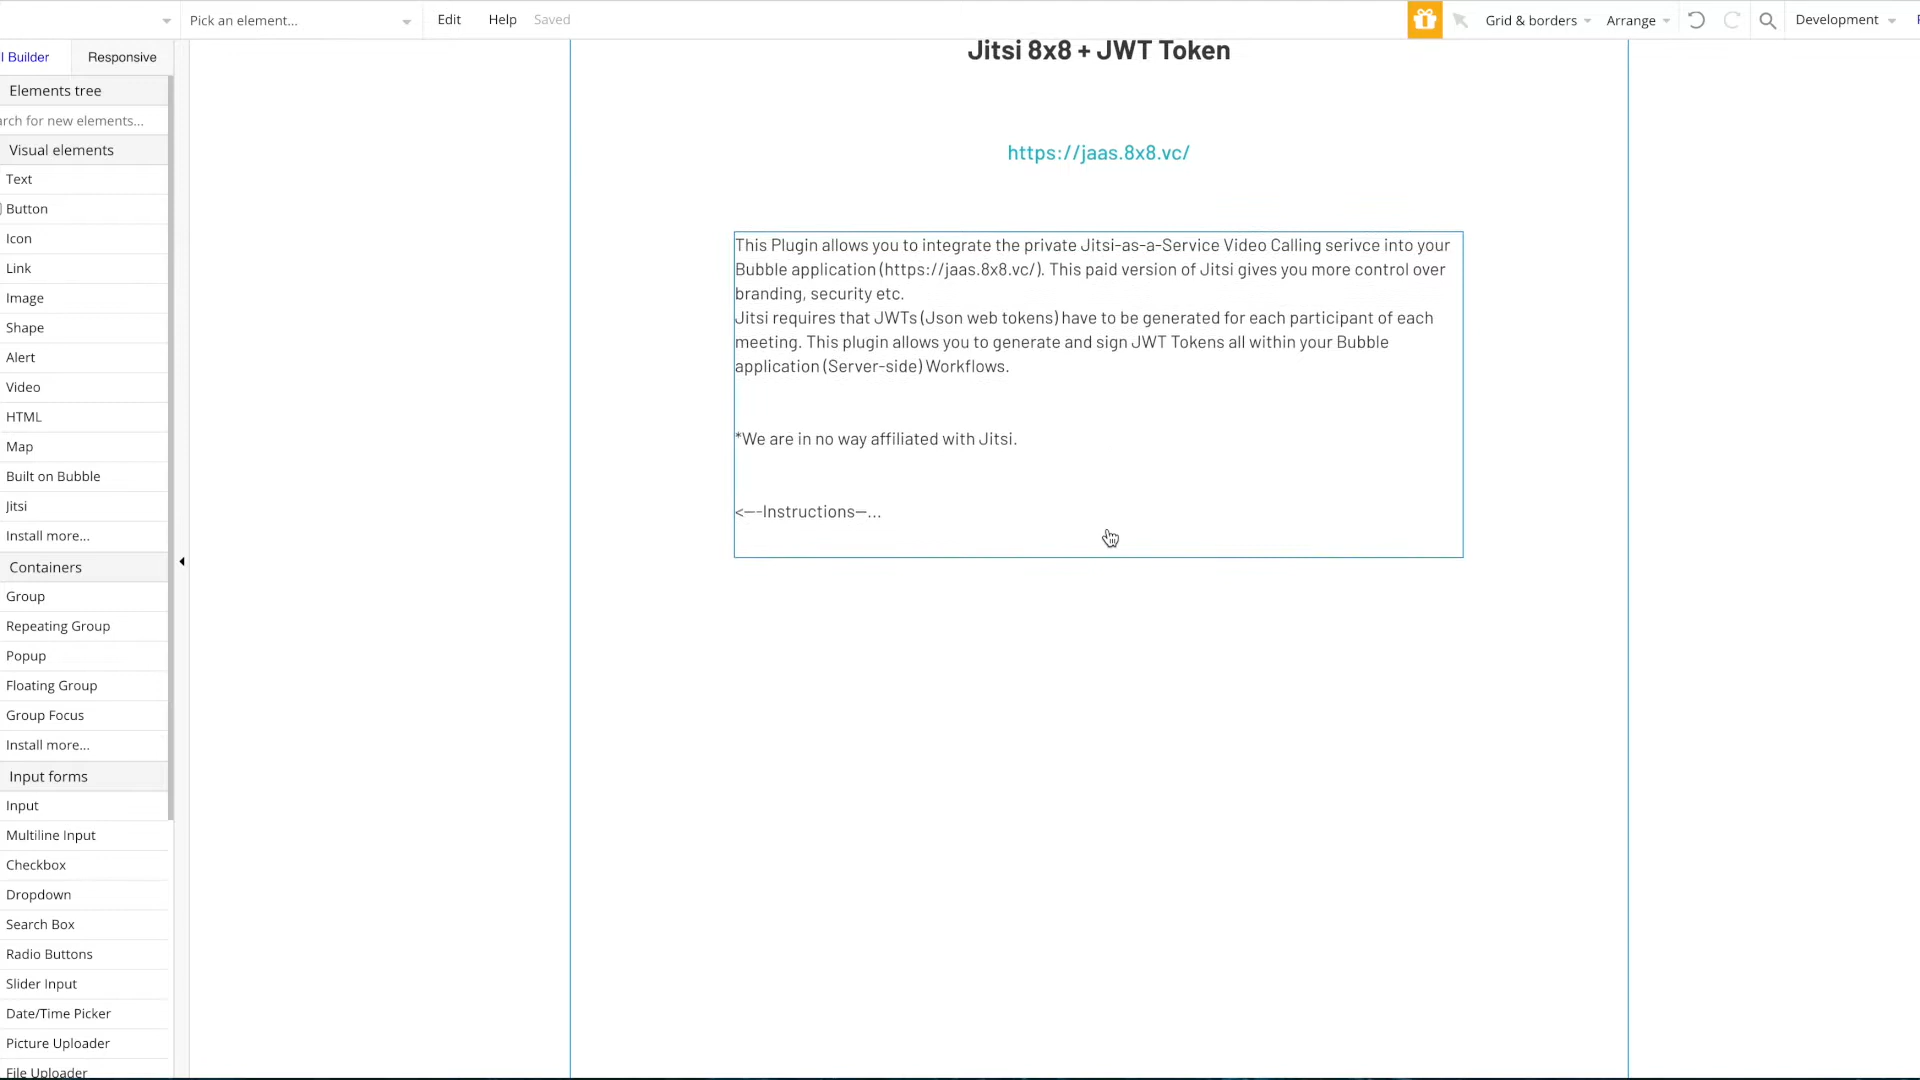 Pick an element...
Edit
Help
Saved
Grid & borders
Arrange
Development
l Builder
Responsive
Elements tree
arch for new elements...
Visual elements
Text
Button
Icon
Link
Image
Shape
Alert
Video
HTML
Map
Built on Bubble
Jitsi
Install more...
Containers
Group
Repeating Group
Popup
Floating Group
Group Focus
Install more...
Input forms
Input
Multiline Input
Checkbox
Dropdown
Search Box
Radio Buttons
Slider Input
Date/Time Picker
Picture Uploader
File Uploader
Jitsi 8x8 + JWT Token
https://jaas.8x8.vc/
This Plugin allows you to integrate the private Jitsi-as-a-Service Video Calling serivce into your
Bubble application (https://jaas.8x8.vc/). This paid version of Jitsi gives you more control over
branding, security etc.
Jitsi requires that JWTs (Json web tokens) have to be generated for each participant of each
meeting. This plugin allows you to generate and sign JWT Tokens all within your Bubble
application (Server-side) Workflows.
*We are in no way affiliated with Jitsi.
<—-Instructions—...